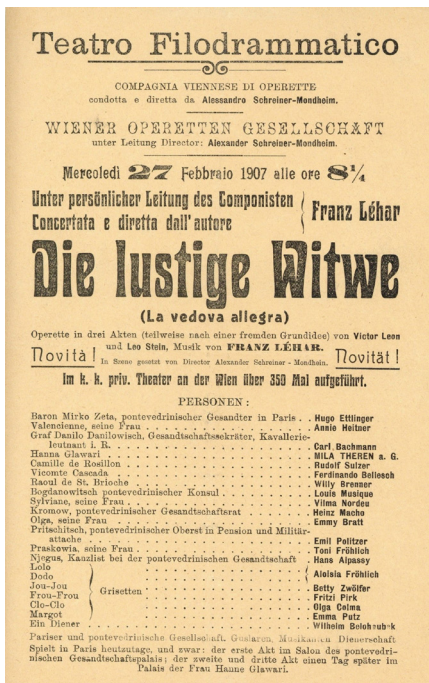 Teatro Filodrammatico
COMPAGNIA VIENNESE DI OPERETTE
condotta e diretta da Alessandro Schreiner-Mondheim.
WIENER OPERETTEN GESELLSCHAFT
unter Leitung Director: Alexander Schreiner-Mondheim.
Mercoledì 27 Febbraio 1907 alle ore 8¼
Unter persönlicher Leitung des Componisten
Concertata e diretta dall'autore
Franz Léhar
Die lustige Witwe
(La vedova allegra)
Operette in drei Akten (teilweise nach einer fremden Grundidee) von Victor Leon
und Leo Stein, Musik von FRANZ LÉHAR.
Novità! In Scene gesetzt von Director Alexander Schreiner - Mondhein. Novität!
Im k. k. priv. Theater an der Wien über 350 Mal aufgeführt.
PERSONEN:
Baron Mirko Zeta, pontevedrinischer Gesandter in Paris . . Hugo Ettlinger
Valencienne, seine Frau . . . Annie Heitner
Graf Danilo Danilowisch, Gesandtschaftssekräter, Kavallerie-
leutnant i. R. . . . Carl Bachmann
Hanna Glawari . . . MILA THEREN a. G.
Camille de Rosillon . . . Rudolf Sulzer
Vicomte Cascada . . . Ferdinando Bellesch
Raoul de St. Brioche . . . Willy Brenner
Bogdanowitsch pontevedrinischer Konsul . . . Louis Musique
Sylviane, seine Frau . . . Vilma Nordeu
Kromow, pontevedrinischer Gesandtschaftsrat . . . Heinz Macho
Olga, seine Frau . . . Emmy Bratt
Pritschitsch, pontevedrinischer Oberst in Pension und Militär-
attache . . . Emil Politzer
Praskowia, seine Frau . . . Toni Fröhlich
Njegus, Kanzlist bei der pontevedrinischen Gesandtschaft . Hans Alpassy
Lolo
Dodo . . . Aloisia Fröhlich
Jou-Jou . . . Betty Zwölfer
Frou-Frou Grisetten . . . Fritzi Pirk
Clo-Clo . . . Olga Celma
Margot . . . Emma Putz
Ein Diener . . . Wilhelm
Pariser und pontevedrinische Gesellschaft. Guslaren, Musikanten Dienerschaft
Spielt in Paris heutzutage, und zwar: der erste Akt im Salon des pontevedri-
nischen Gesandtschaftspalais; der zweite und dritte Akt einen Tag später im
Palais der Frau Hanne Glawari.